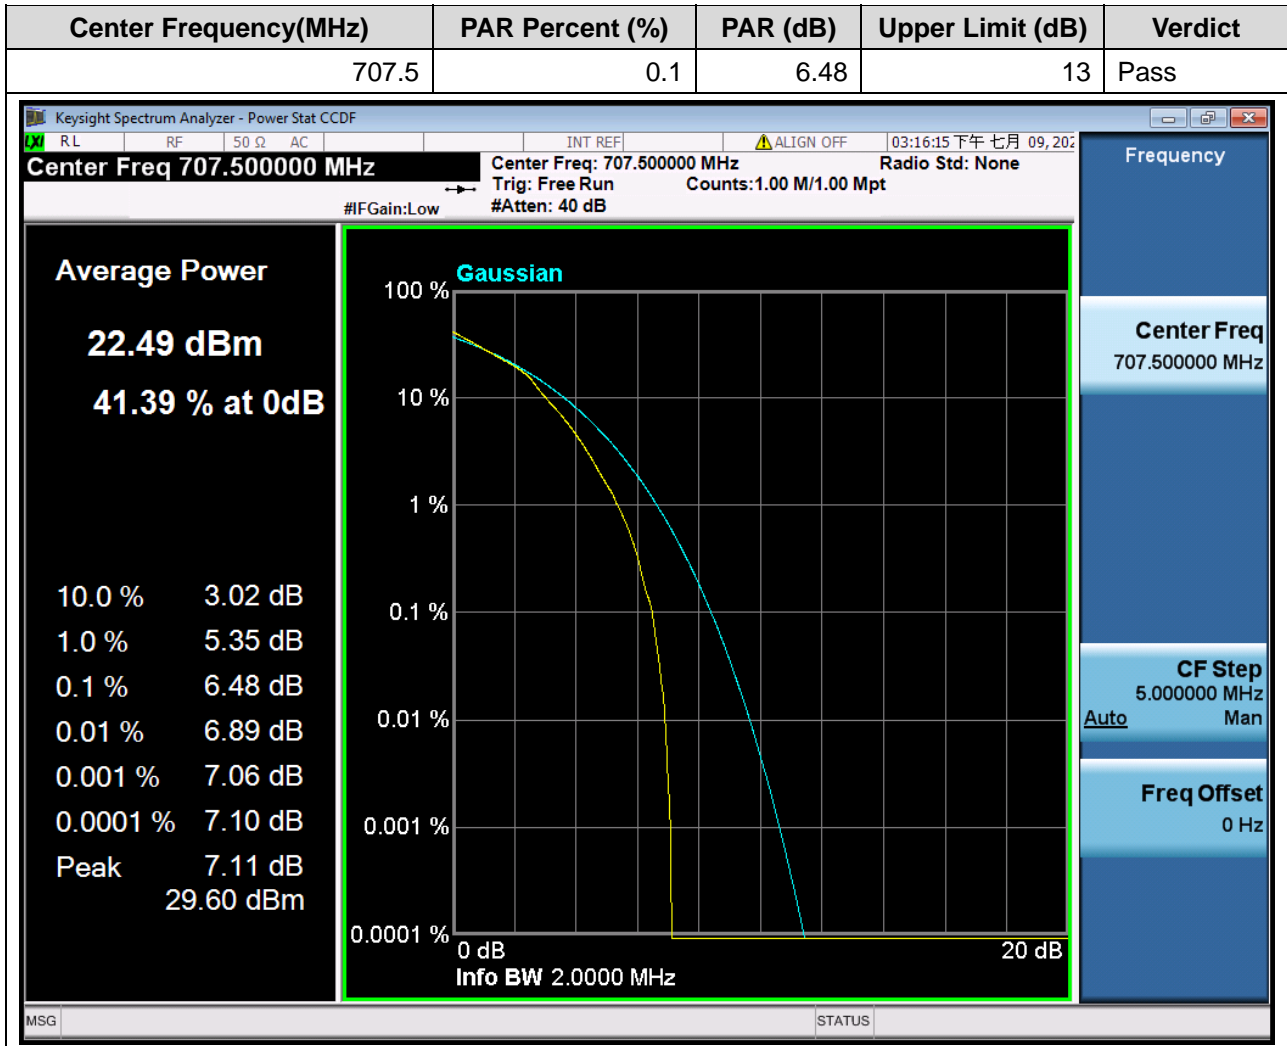 Center Frequency(MHz) PAR Percent (%) PAR (dB) Upper Limit (dB) Verdict
707.5 0.1 6.48 13 Pass
Keysight Spectrum Analyzer - Power Stat CCDF
LXI RL RF 50 Ω AC INT REF ALIGN OFF 03:16:15 下午 七月 09, 202
Center Freq 707.500000 MHz
Center Freq: 707.500000 MHz Radio Std: None
Trig: Free Run Counts:1.00 M/1.00 Mpt
#IFGain:Low #Atten: 40 dB
Frequency
Average Power
22.49 dBm
41.39 % at 0dB
10.0 % 3.02 dB
1.0 % 5.35 dB
0.1 % 6.48 dB
0.01 % 6.89 dB
0.001 % 7.06 dB
0.0001 % 7.10 dB
Peak 7.11 dB
29.60 dBm
Gaussian
100 %
10 %
1 %
0.1 %
0.01 %
0.001 %
0.0001 %
0 dB 20 dB
Info BW 2.0000 MHz
Center Freq
707.500000 MHz
CF Step
5.000000 MHz
Auto Man
Freq Offset
0 Hz
MSG STATUS